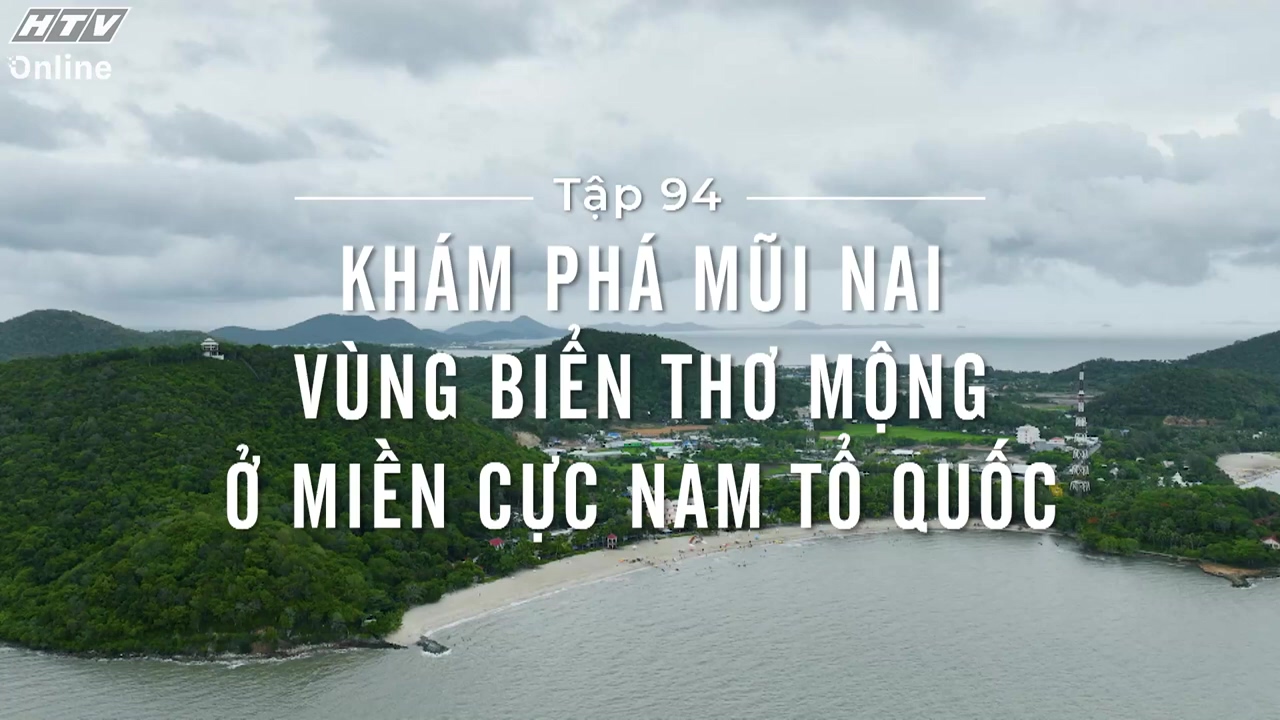 HTV
Online
Tập 94
KHÁM PHÁ MŨI NAI
VÙNG BIỂN THƠ MỘNG
Ở MIỀN CỰC NAM TỔ QUỐC